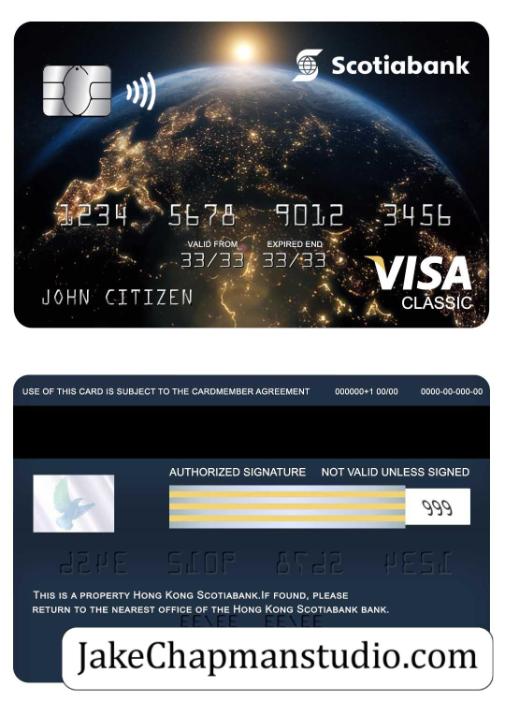 Scotiabank
1234 5678 9012 3456
VALID FROM EXPIRED END
33/33 33/33
JOHN CITIZEN
VISA
CLASSIC
USE OF THIS CARD IS SUBJECT TO THE CARDMEMBER AGREEMENT 000000+1 00/00 0000-00-000-00
AUTHORIZED SIGNATURE NOT VALID UNLESS SIGNED
999
THIS IS A PROPERTY HONG KONG SCOTIABANK.IF FOUND, PLEASE
RETURN TO THE NEAREST OFFICE OF THE HONG KONG SCOTIABANK BANK.
JakeChapmanstudio.com